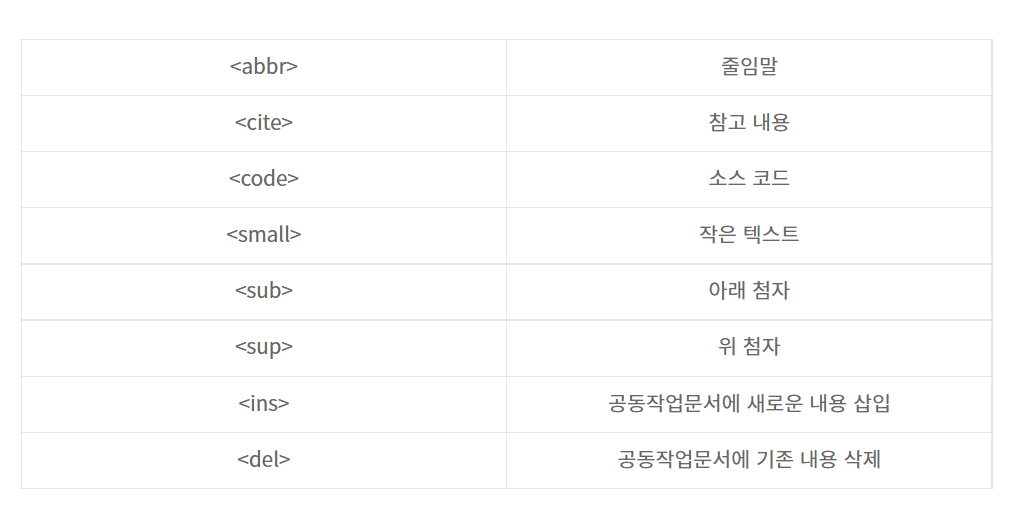 <abbr> 줄임말
<cite> 참고 내용
<code> 소스 코드
<small> 작은 텍스트
<sub> 아래 첨자
<sup> 위 첨자
<ins> 공동작업문서에 새로운 내용 삽입
<del> 공동작업문서에 기존 내용 삭제